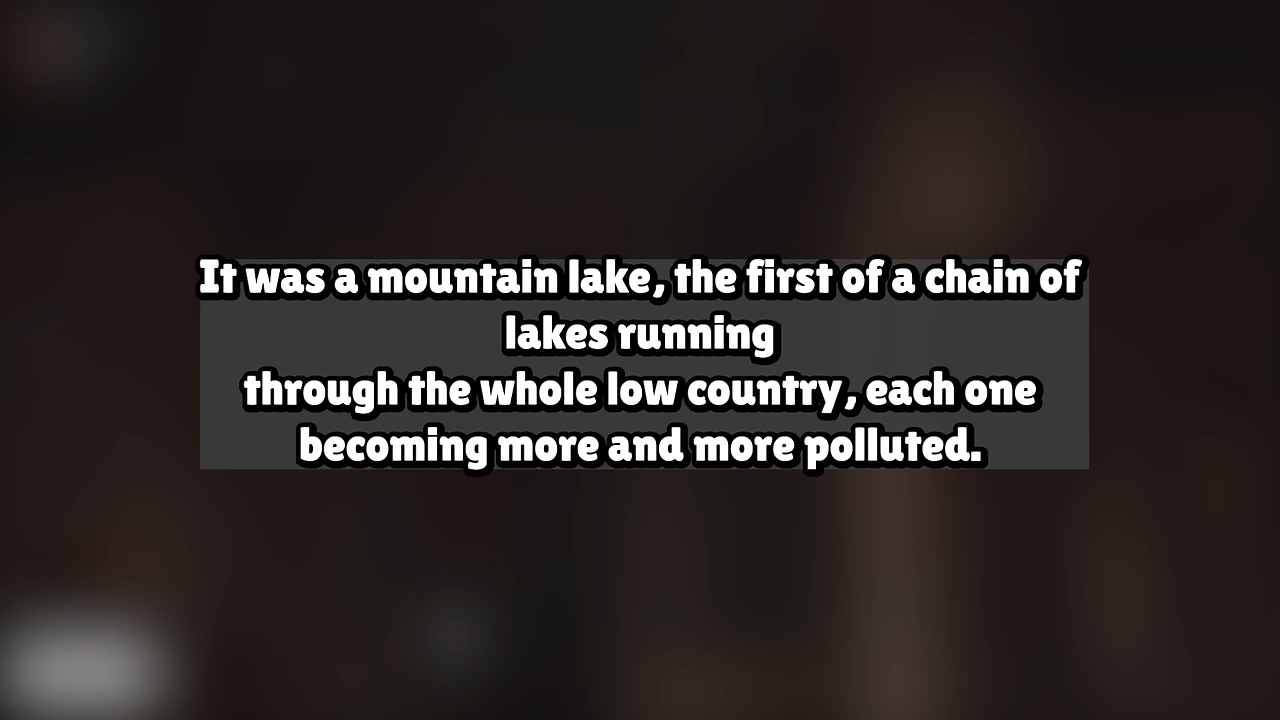 It was a mountain lake, the first of a chain of
lakes running
through the whole low country, each one
becoming more and more polluted.